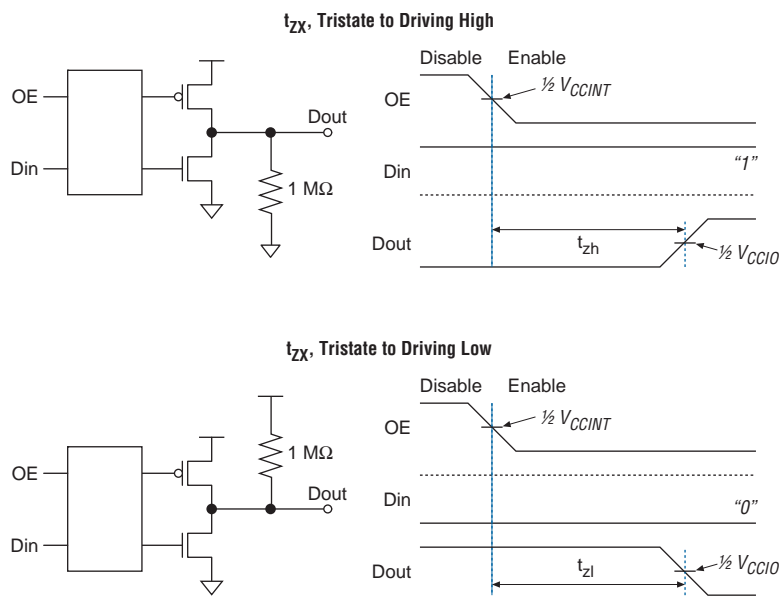 tZX, Tristate to Driving High
Disable Enable
OE
½ VCCINT
OE
Dout
Din
Din
"1"
1 MΩ
Dout
tzh
½ VCCIO
tZX, Tristate to Driving Low
Disable Enable
½ VCCINT
OE
1 MΩ
OE
Dout
Din
"0"
Din
Dout
tzl
½ VCCIO